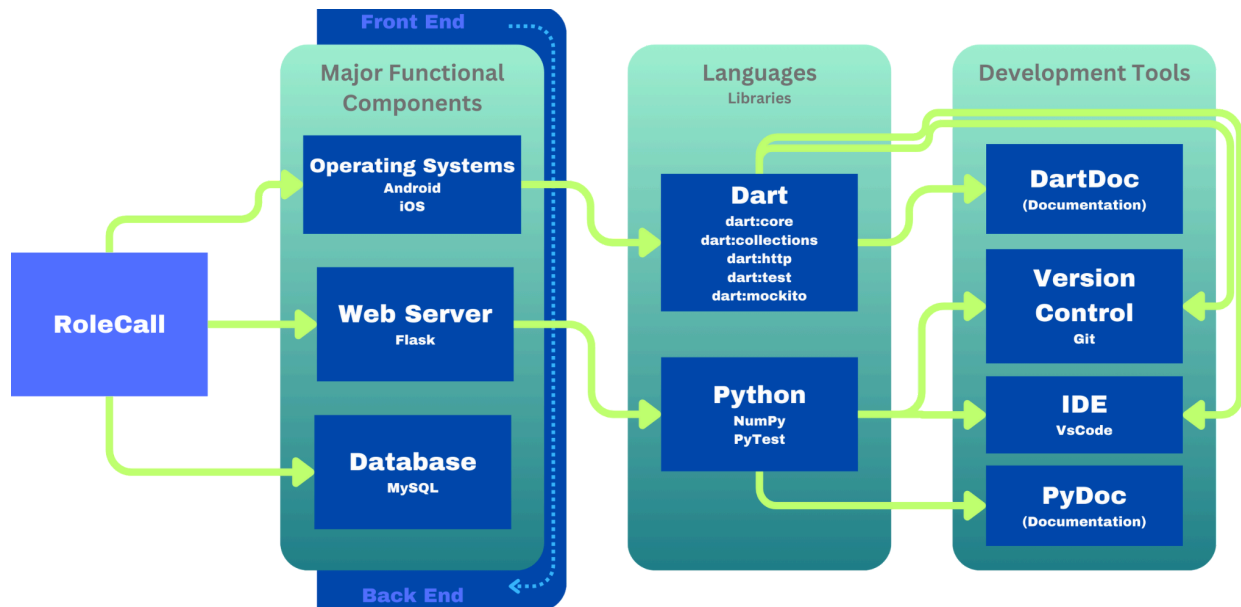 Front End
Major Functional
Components
Operating Systems
Android
iOS
RoleCall
Web Server
Flask
Database
MySQL
Back End
Languages
Libraries
Dart
dart:core
dart:collections
dart:http
dart:test
dart:mockito
Python
NumPy
PyTest
Development Tools
DartDoc
(Documentation)
Version
Control
Git
IDE
VsCode
PyDoc
(Documentation)